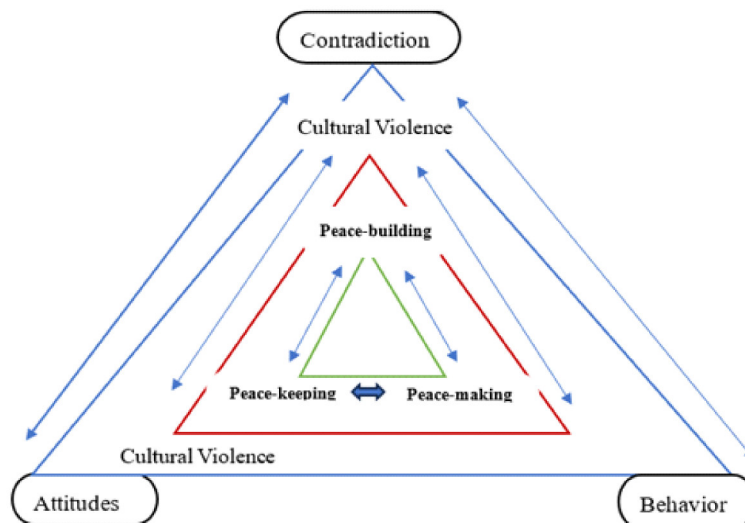 Contradiction
Cultural Violence
Peace-building
Peace-keeping
Peace-making
Cultural Violence
Attitudes
Behavior